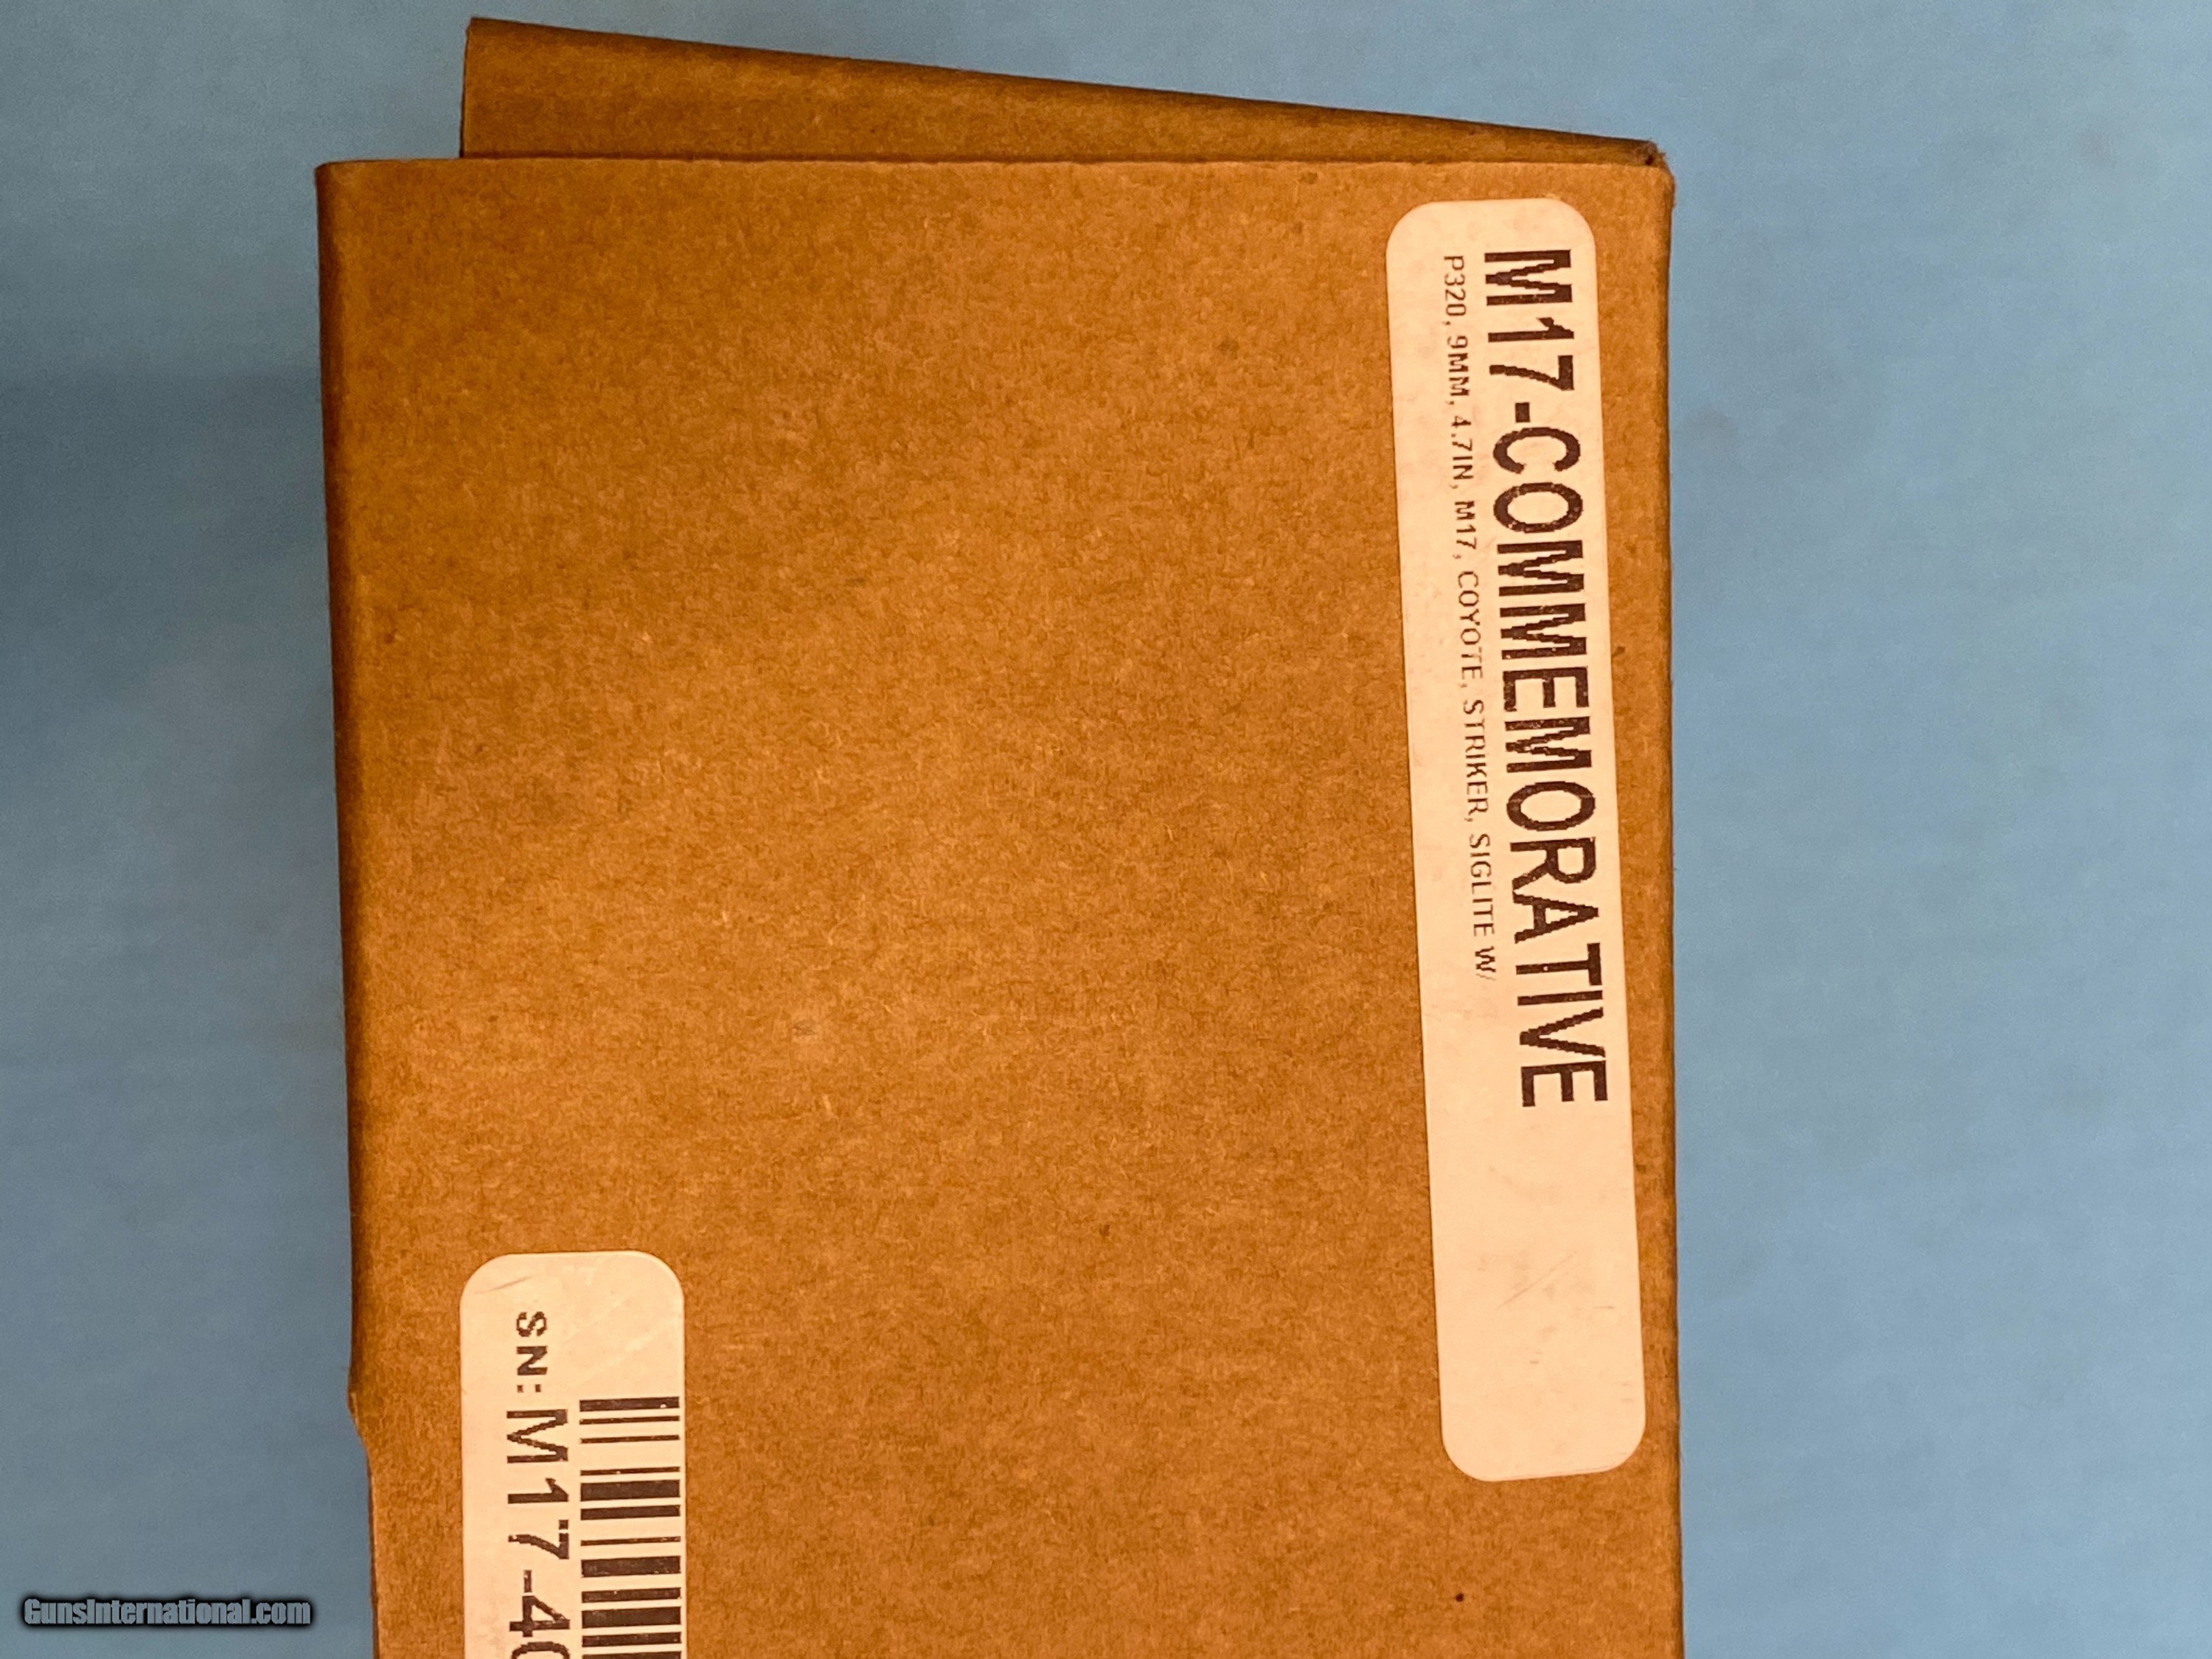 M17-COMMEMORATIVE
P320, 9MM, 4.7IN, M17, COYOTE, STRIKER, SIGLITE W/
SN:M17-40
GunsInternational.com